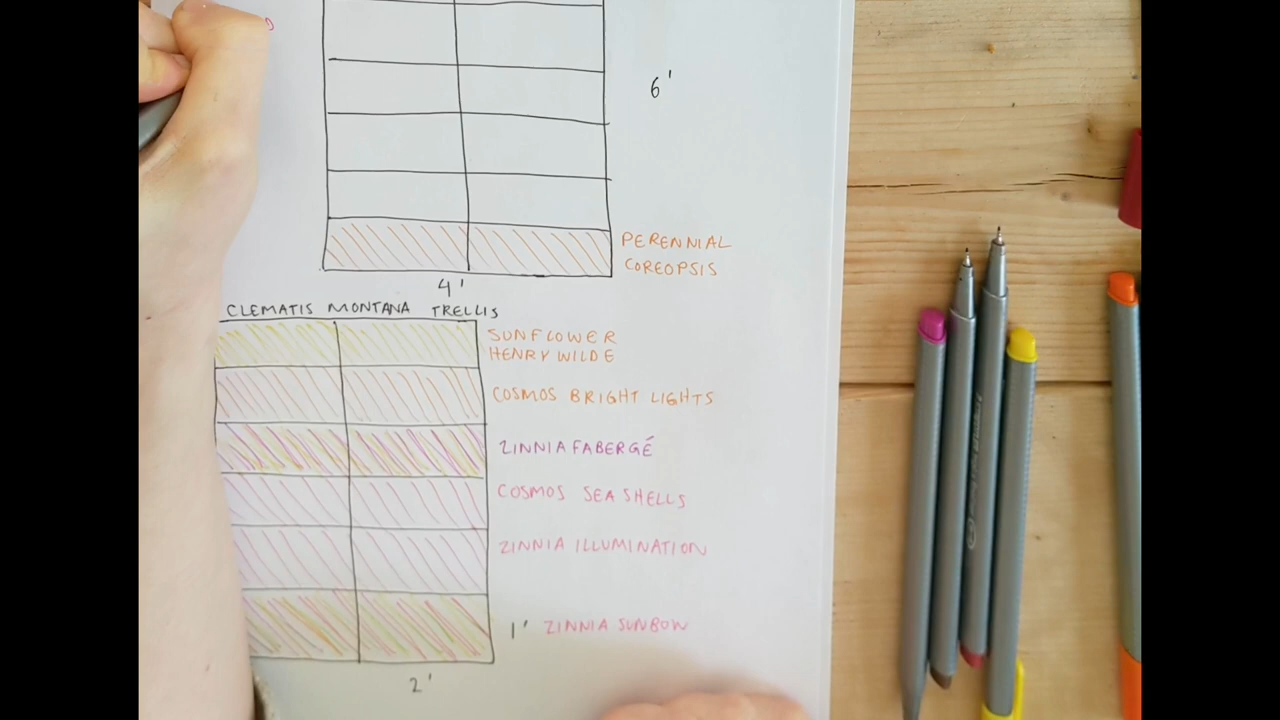 6'
PERENNIAL
COREOPSIS
4'
CLEMATIS MONTANA TRELLIS
SUNFLOWER
HENRY WILDE
COSMOS BRIGHT LIGHTS
ZINNIA FABERGÉ
COSMOS SEA SHELLS
ZINNIA ILLUMINATION
1' ZINNIA SUNBOW
2'